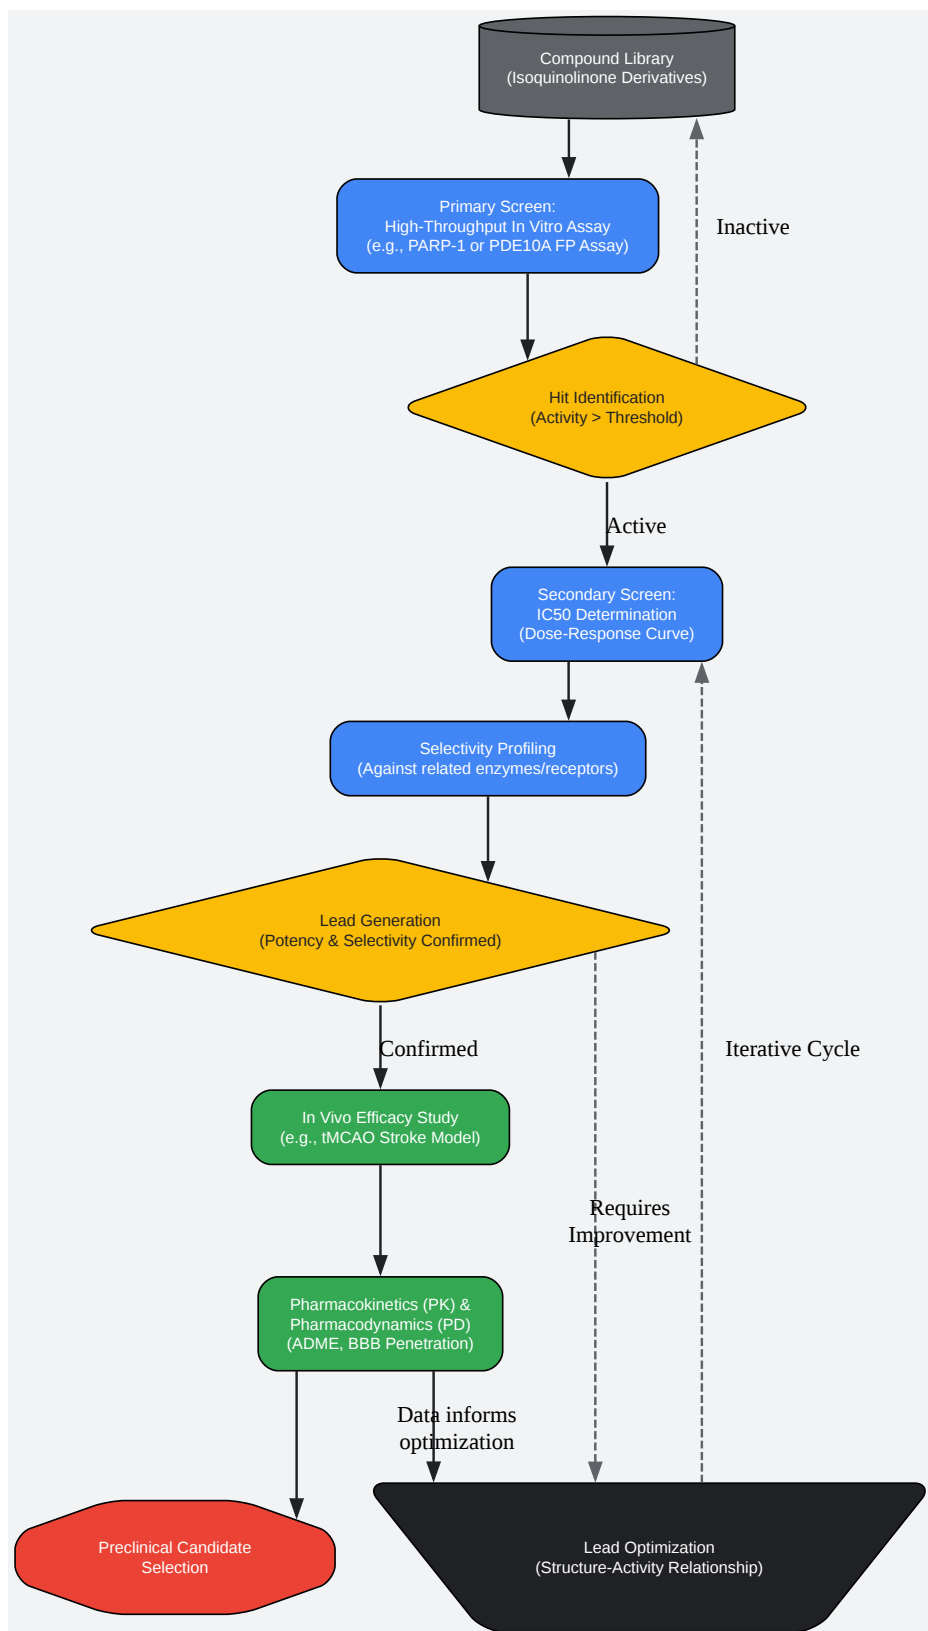 Compound Library
(Isoquinolinone Derivatives)
Primary Screen:
High-Throughput In Vitro Assay
(e.g., PARP-1 or PDE10A FP Assay)
Inactive
Hit Identification
(Activity > Threshold)
Active
Secondary Screen:
IC50 Determination
(Dose-Response Curve)
Selectivity Profiling
(Against related enzymes/receptors)
Lead Generation
(Potency & Selectivity Confirmed)
Confirmed
Iterative Cycle
In Vivo Efficacy Study
(e.g., tMCAO Stroke Model)
Requires
Improvement
Pharmacokinetics (PK) &
Pharmacodynamics (PD)
(ADME, BBB Penetration)
Data informs
optimization
Preclinical Candidate
Selection
Lead Optimization
(Structure-Activity Relationship)